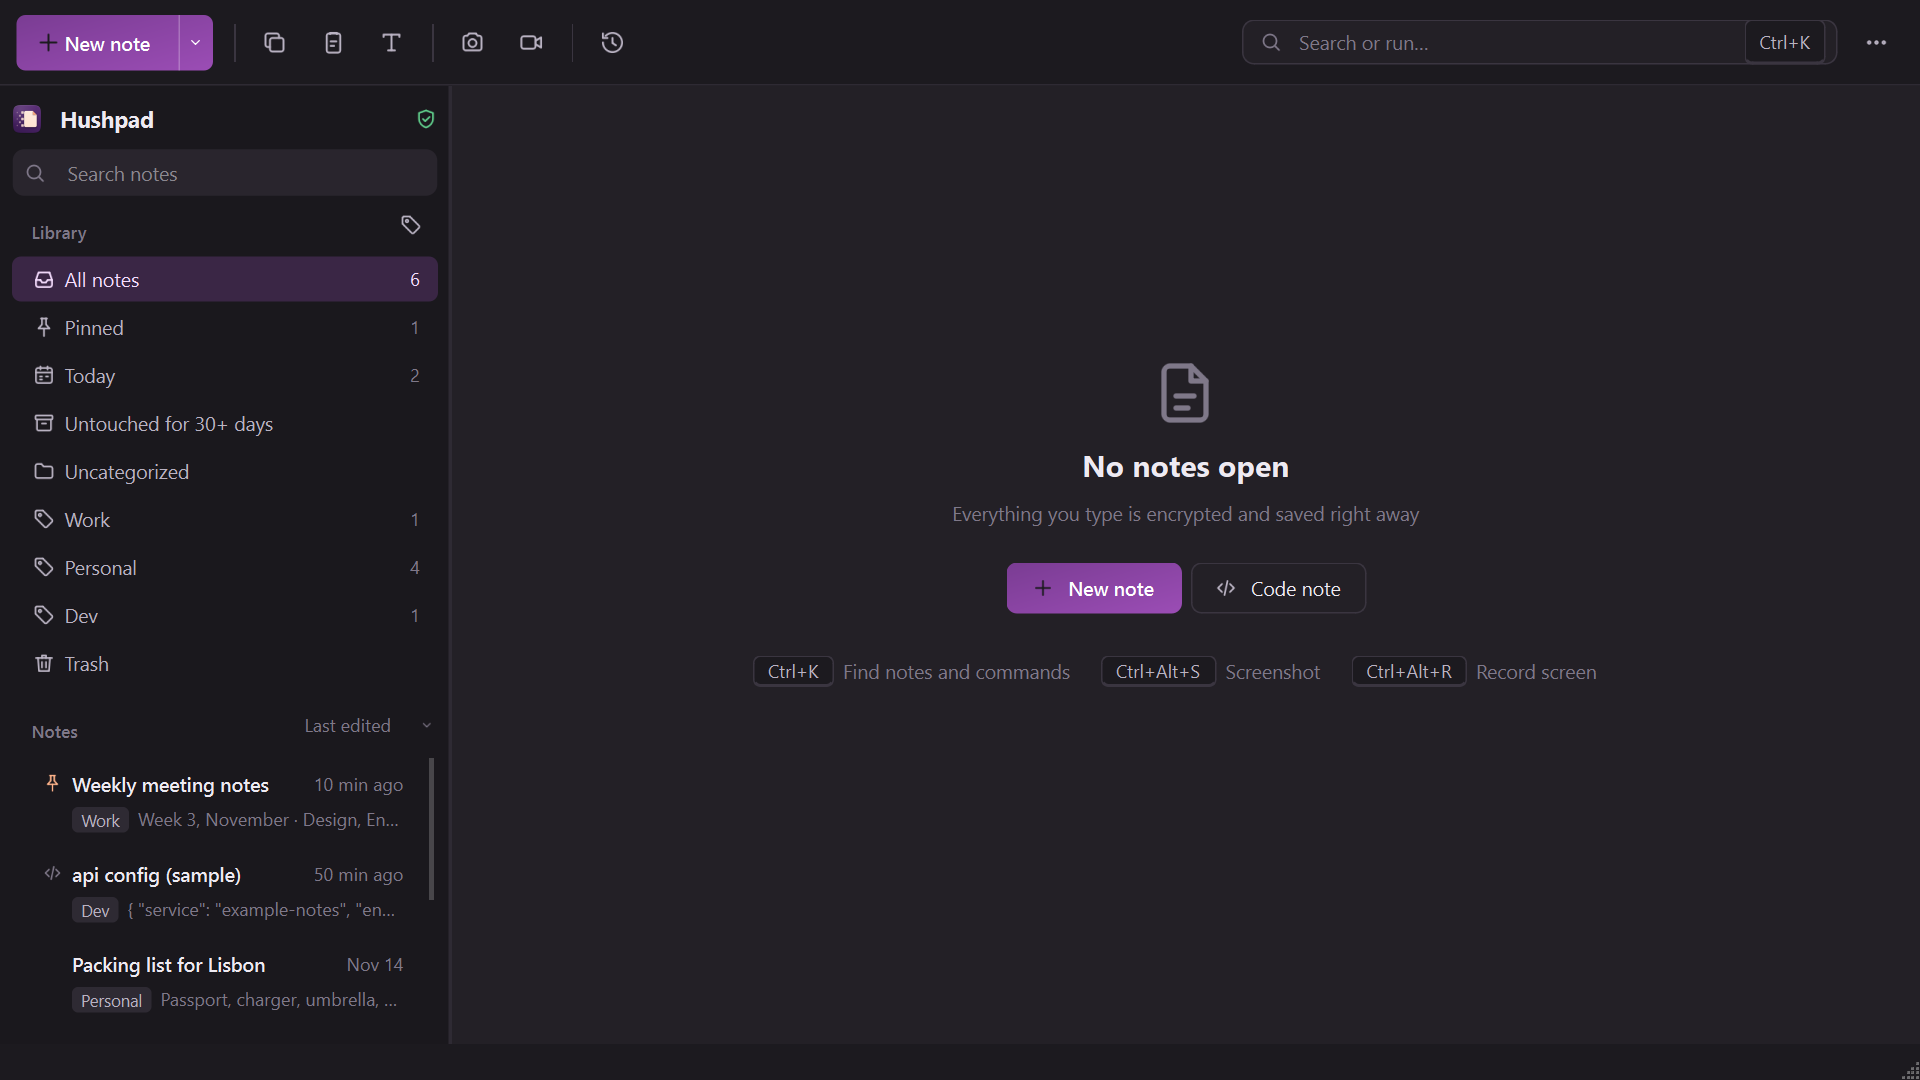 New note
Search or run...
Ctrl+K
Hushpad
Search notes
Library
All notes 6
Pinned 1
Today 2
Untouched for 30+ days
Uncategorized
Work 1
Personal 4
Dev 1
Trash
Notes Last edited
Weekly meeting notes 10 min ago
Work Week 3, November · Design, En...
api config (sample) 50 min ago
Dev { "service": "example-notes", "en...
Packing list for Lisbon Nov 14
Personal Passport, charger, umbrella, ...
No notes open
Everything you type is encrypted and saved right away
New note Code note
Ctrl+K Find notes and commands Ctrl+Alt+S Screenshot Ctrl+Alt+R Record screen